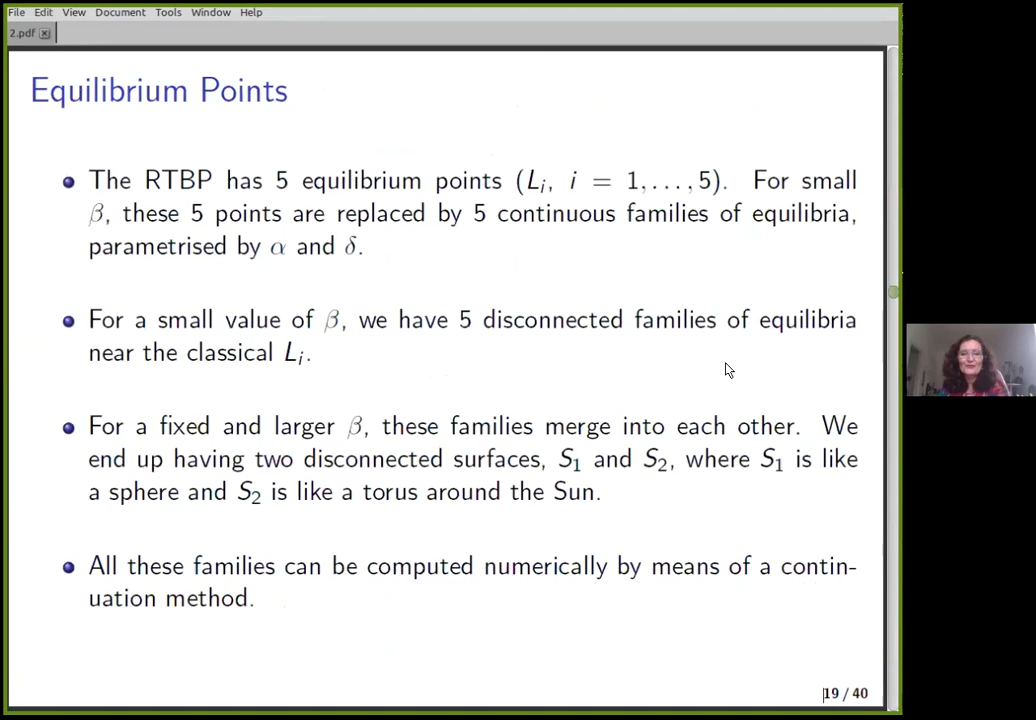 File Edit View Document Tools Window Help
2.pdf
Equilibrium Points
The RTBP has 5 equilibrium points (Li, i = 1,...,5). For small
β, these 5 points are replaced by 5 continuous families of equilibria,
parametrised by α and δ.
For a small value of β, we have 5 disconnected families of equilibria
near the classical Li.
For a fixed and larger β, these families merge into each other. We
end up having two disconnected surfaces, S1 and S2, where S1 is like
a sphere and S2 is like a torus around the Sun.
All these families can be computed numerically by means of a contin-
uation method.
19 / 40